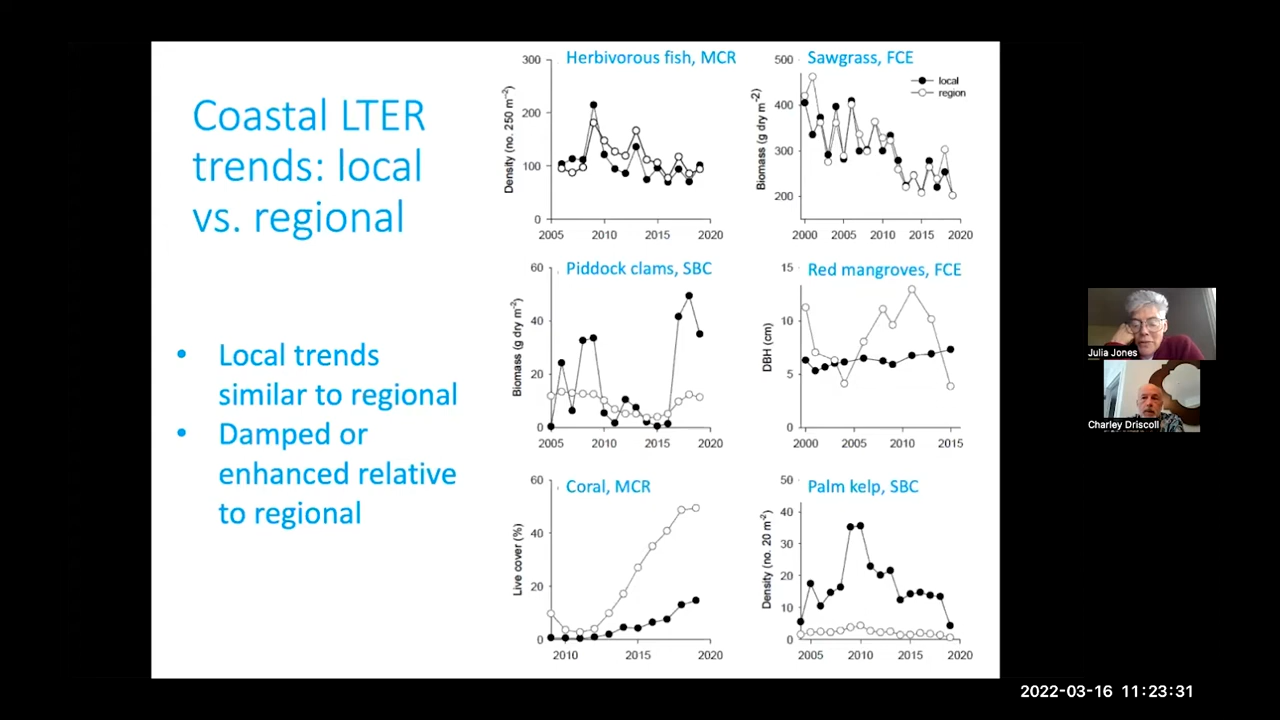 Coastal LTER
trends: local
vs. regional
• Local trends
similar to regional
• Damped or
enhanced relative
to regional
Herbivorous fish, MCR
Density (no. 250 m⁻²)
300
200
100
0
2005 2010 2015 2020
Sawgrass, FCE
local
region
Biomass (g dry m⁻²)
500
400
300
200
2000 2005 2010 2015 2020
Piddock clams, SBC
Biomass (g dry m⁻²)
60
40
20
0
2005 2010 2015 2020
Red mangroves, FCE
DBH (cm)
15
10
5
0
2000 2005 2010 2015
Coral, MCR
Live cover (%)
60
40
20
0
2010 2015 2020
Palm kelp, SBC
Density (no. 20 m⁻²)
50
40
30
20
10
0
2005 2010 2015 2020
Julia Jones
Charley Driscoll
2022-03-16 11:23:31